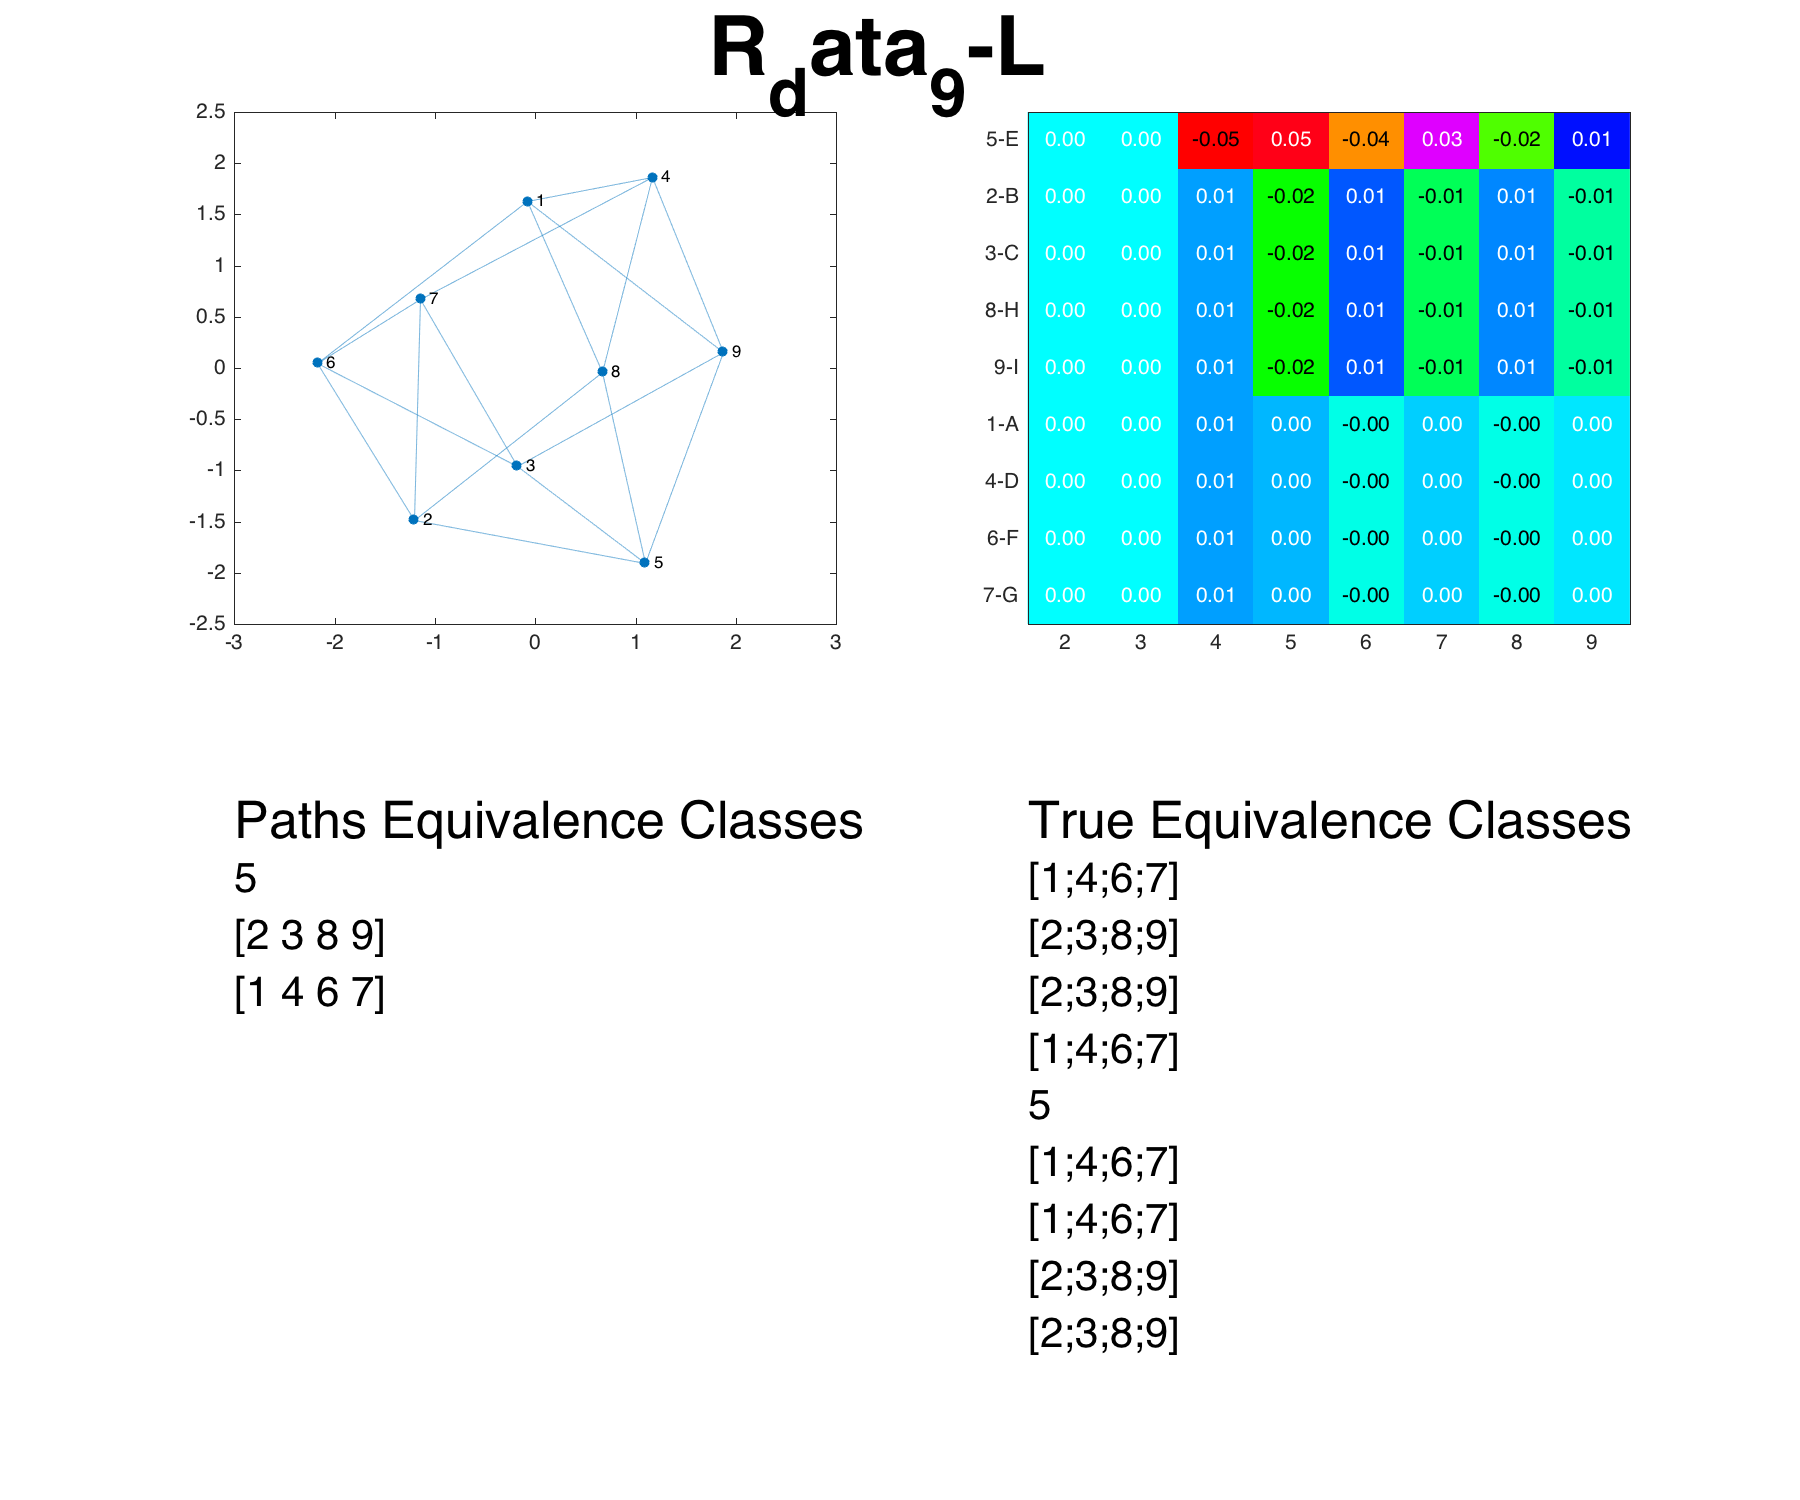 Rdata9-L
2.5
2
1.5
1
0.5
0
-0.5
-1
-1.5
-2
-2.5
-3 -2 -1 0 1 2 3
4
1
7
9
6
8
3
2
5
5-E 0.00 0.00 -0.05 0.05 -0.04 0.03 -0.02 0.01
2-B 0.00 0.00 0.01 -0.02 0.01 -0.01 0.01 -0.01
3-C 0.00 0.00 0.01 -0.02 0.01 -0.01 0.01 -0.01
8-H 0.00 0.00 0.01 -0.02 0.01 -0.01 0.01 -0.01
9-I 0.00 0.00 0.01 -0.02 0.01 -0.01 0.01 -0.01
1-A 0.00 0.00 0.01 0.00 -0.00 0.00 -0.00 0.00
4-D 0.00 0.00 0.01 0.00 -0.00 0.00 -0.00 0.00
6-F 0.00 0.00 0.01 0.00 -0.00 0.00 -0.00 0.00
7-G 0.00 0.00 0.01 0.00 -0.00 0.00 -0.00 0.00
2 3 4 5 6 7 8 9
Paths Equivalence Classes
5
[2 3 8 9]
[1 4 6 7]
True Equivalence Classes
[1;4;6;7]
[2;3;8;9]
[2;3;8;9]
[1;4;6;7]
5
[1;4;6;7]
[1;4;6;7]
[2;3;8;9]
[2;3;8;9]